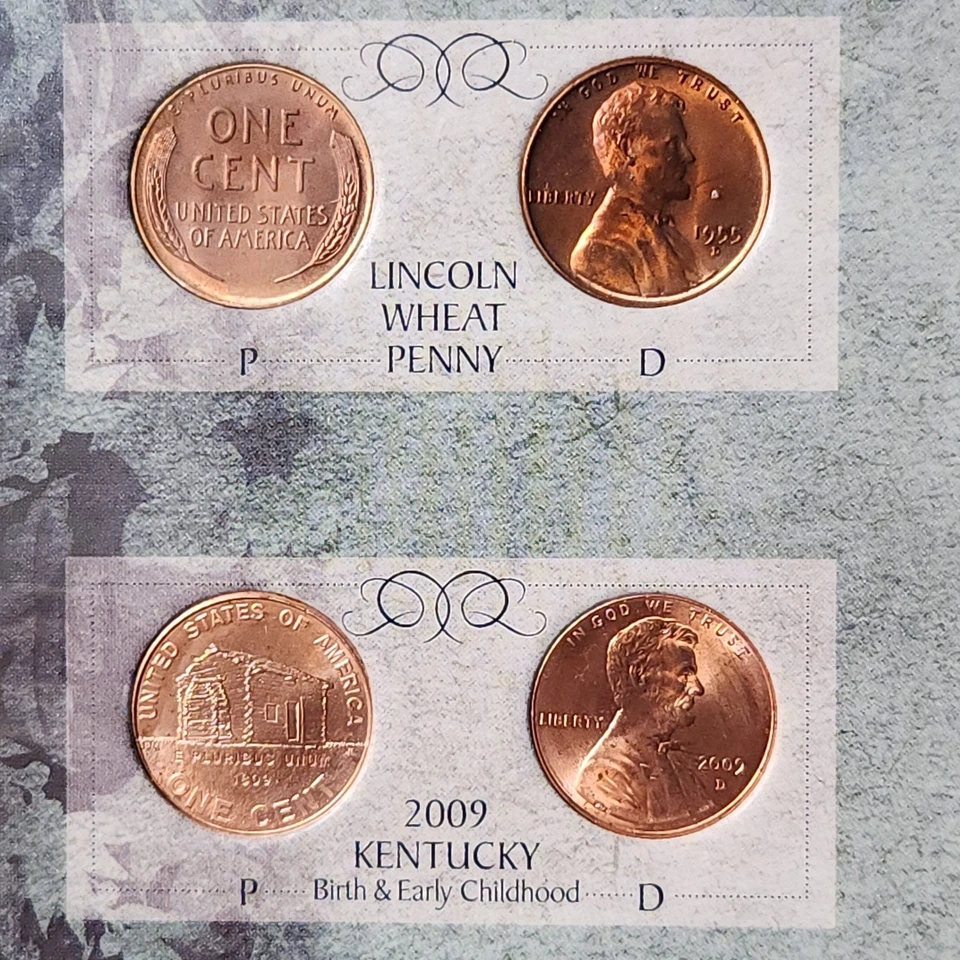 E PLURIBUS UNUM
ONE
CENT
UNITED STATES
OF AMERICA
IN GOD WE TRUST
LIBERTY
1955
LINCOLN
WHEAT
P PENNY D
UNITED STATES OF AMERICA
E PLURIBUS UNUM
1809
ONE CENT
IN GOD WE TRUST
LIBERTY
2009
D
2009
KENTUCKY
P Birth & Early Childhood D